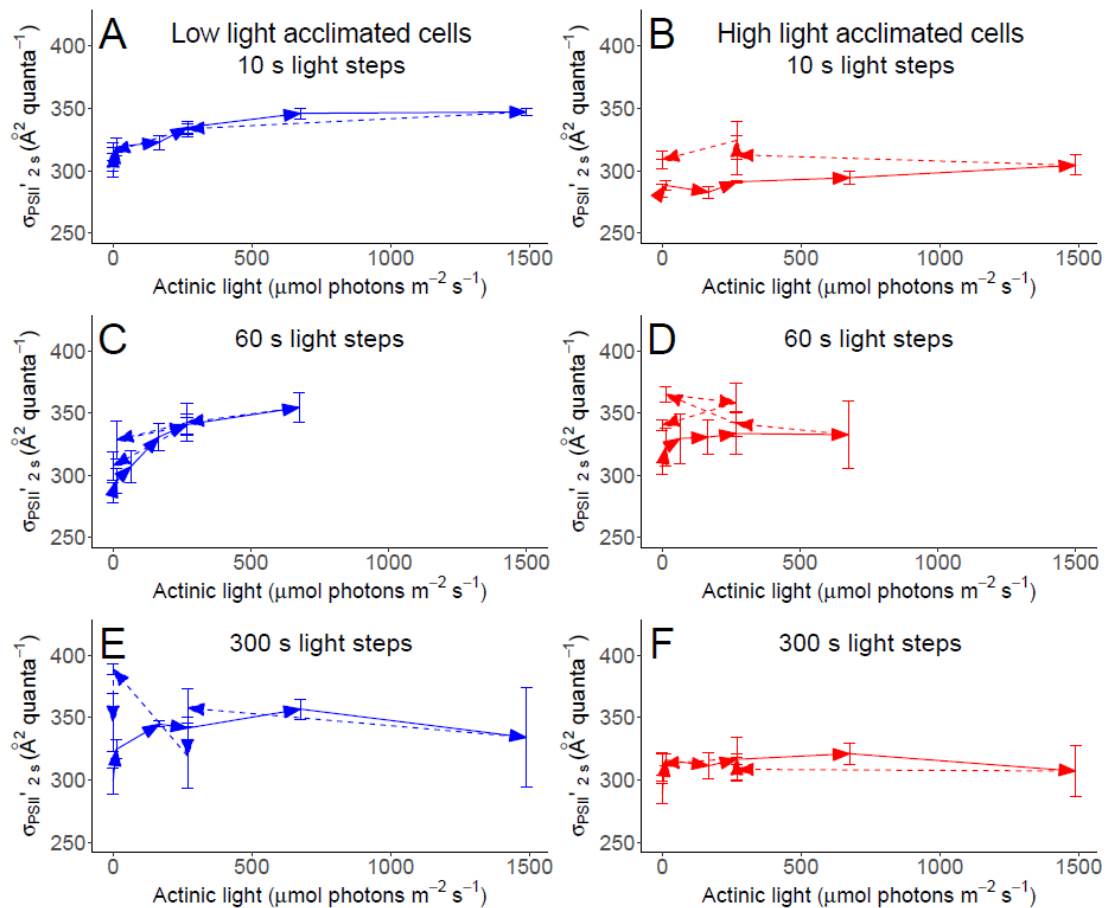 A
Low light acclimated cells
10 s light steps
400
350
300
250
σPSII' 2 s (Å² quanta⁻¹)
0
500
1000
1500
Actinic light (μmol photons m⁻² s⁻¹)
B
High light acclimated cells
10 s light steps
400
350
300
250
σPSII' 2 s (Å² quanta⁻¹)
0
500
1000
1500
Actinic light (μmol photons m⁻² s⁻¹)
C
60 s light steps
400
350
300
250
σPSII' 2 s (Å² quanta⁻¹)
0
500
1000
1500
Actinic light (μmol photons m⁻² s⁻¹)
D
60 s light steps
400
350
300
250
σPSII' 2 s (Å² quanta⁻¹)
0
500
1000
1500
Actinic light (μmol photons m⁻² s⁻¹)
E
300 s light steps
400
350
300
250
σPSII' 2 s (Å² quanta⁻¹)
0
500
1000
1500
Actinic light (μmol photons m⁻² s⁻¹)
F
300 s light steps
400
350
300
250
σPSII' 2 s (Å² quanta⁻¹)
0
500
1000
1500
Actinic light (μmol photons m⁻² s⁻¹)